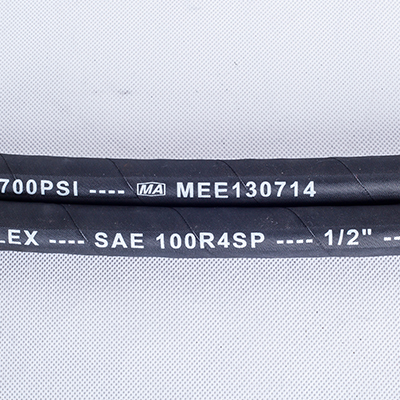 700PSI ---- MA MEE130714
LEX ---- SAE 100R4SP ---- 1/2" --